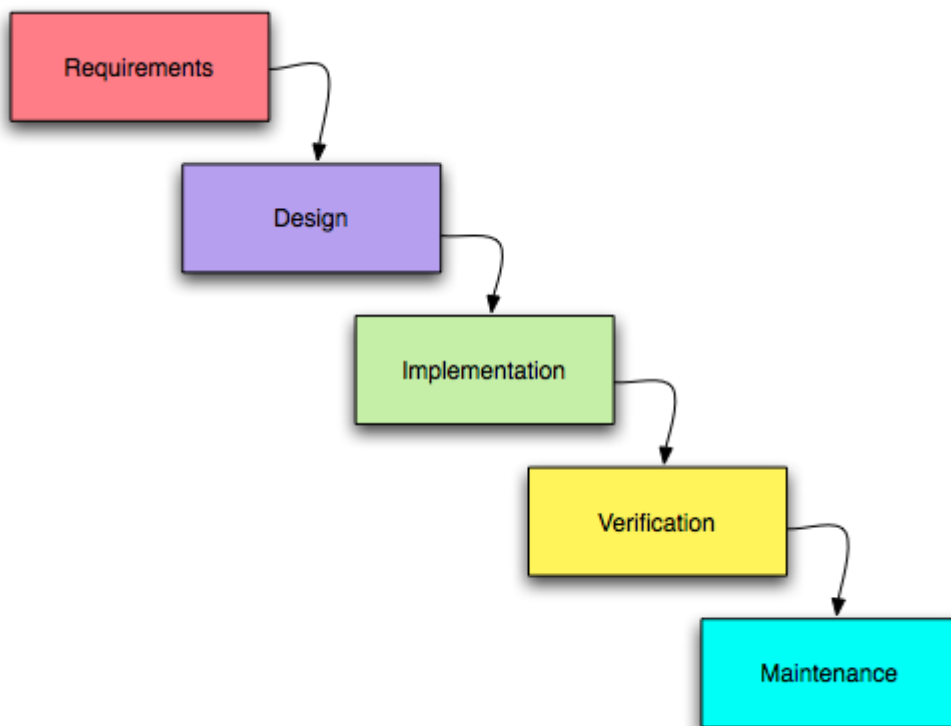 Requirements
Design
Implementation
Verification
Maintenance